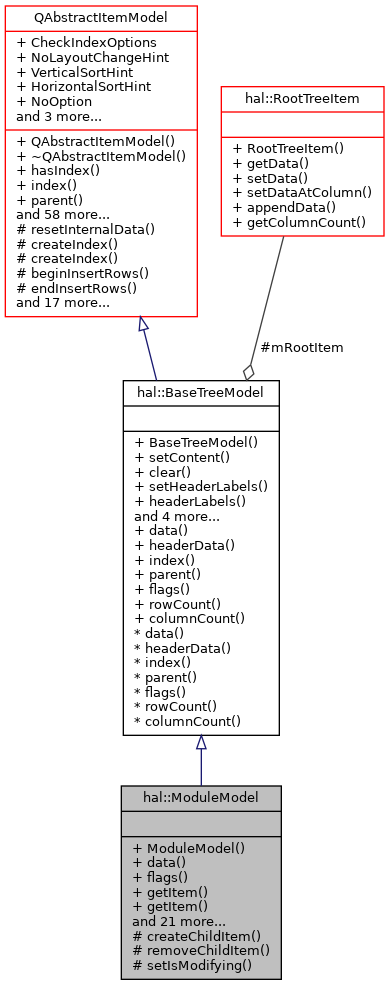 QAbstractItemModel
+ CheckIndexOptions
+ NoLayoutChangeHint
+ VerticalSortHint
+ HorizontalSortHint
+ NoOption
and 3 more...
+ QAbstractItemModel()
+ ~QAbstractItemModel()
+ hasIndex()
+ index()
+ parent()
and 58 more...
# resetInternalData()
# createIndex()
# createIndex()
# beginInsertRows()
# endInsertRows()
and 17 more...
hal::RootTreeItem
+ RootTreeItem()
+ getData()
+ setData()
+ setDataAtColumn()
+ appendData()
+ getColumnCount()
#mRootItem
hal::BaseTreeModel
+ BaseTreeModel()
+ setContent()
+ clear()
+ setHeaderLabels()
+ headerLabels()
and 4 more...
+ data()
+ headerData()
+ index()
+ parent()
+ flags()
+ rowCount()
+ columnCount()
* data()
* headerData()
* index()
* parent()
* flags()
* rowCount()
* columnCount()
hal::ModuleModel
+ ModuleModel()
+ data()
+ flags()
+ getItem()
+ getItem()
and 21 more...
# createChildItem()
# removeChildItem()
# setIsModifying()